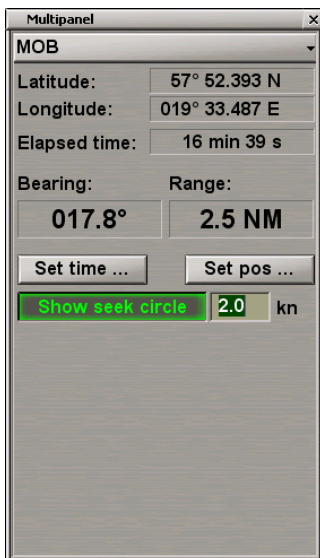 Multipanel x
MOB
Latitude: 57° 52.393 N
Longitude: 019° 33.487 E
Elapsed time: 16 min 39 s
Bearing: Range:
017.8° 2.5 NM
Set time ... Set pos ...
Show seek circle 2.0 kn